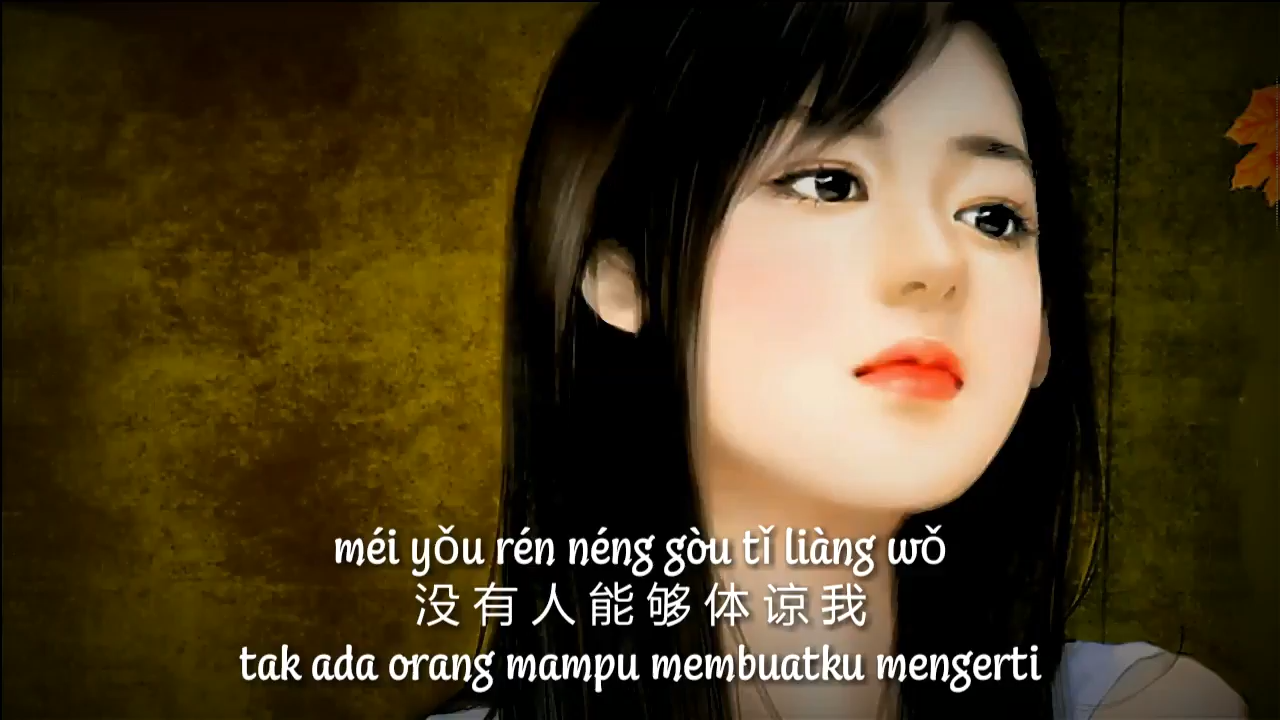 méi yǒu rén néng gòu tǐ liàng wǒ
没有人能够体谅我
tak ada orang mampu membuatku mengerti